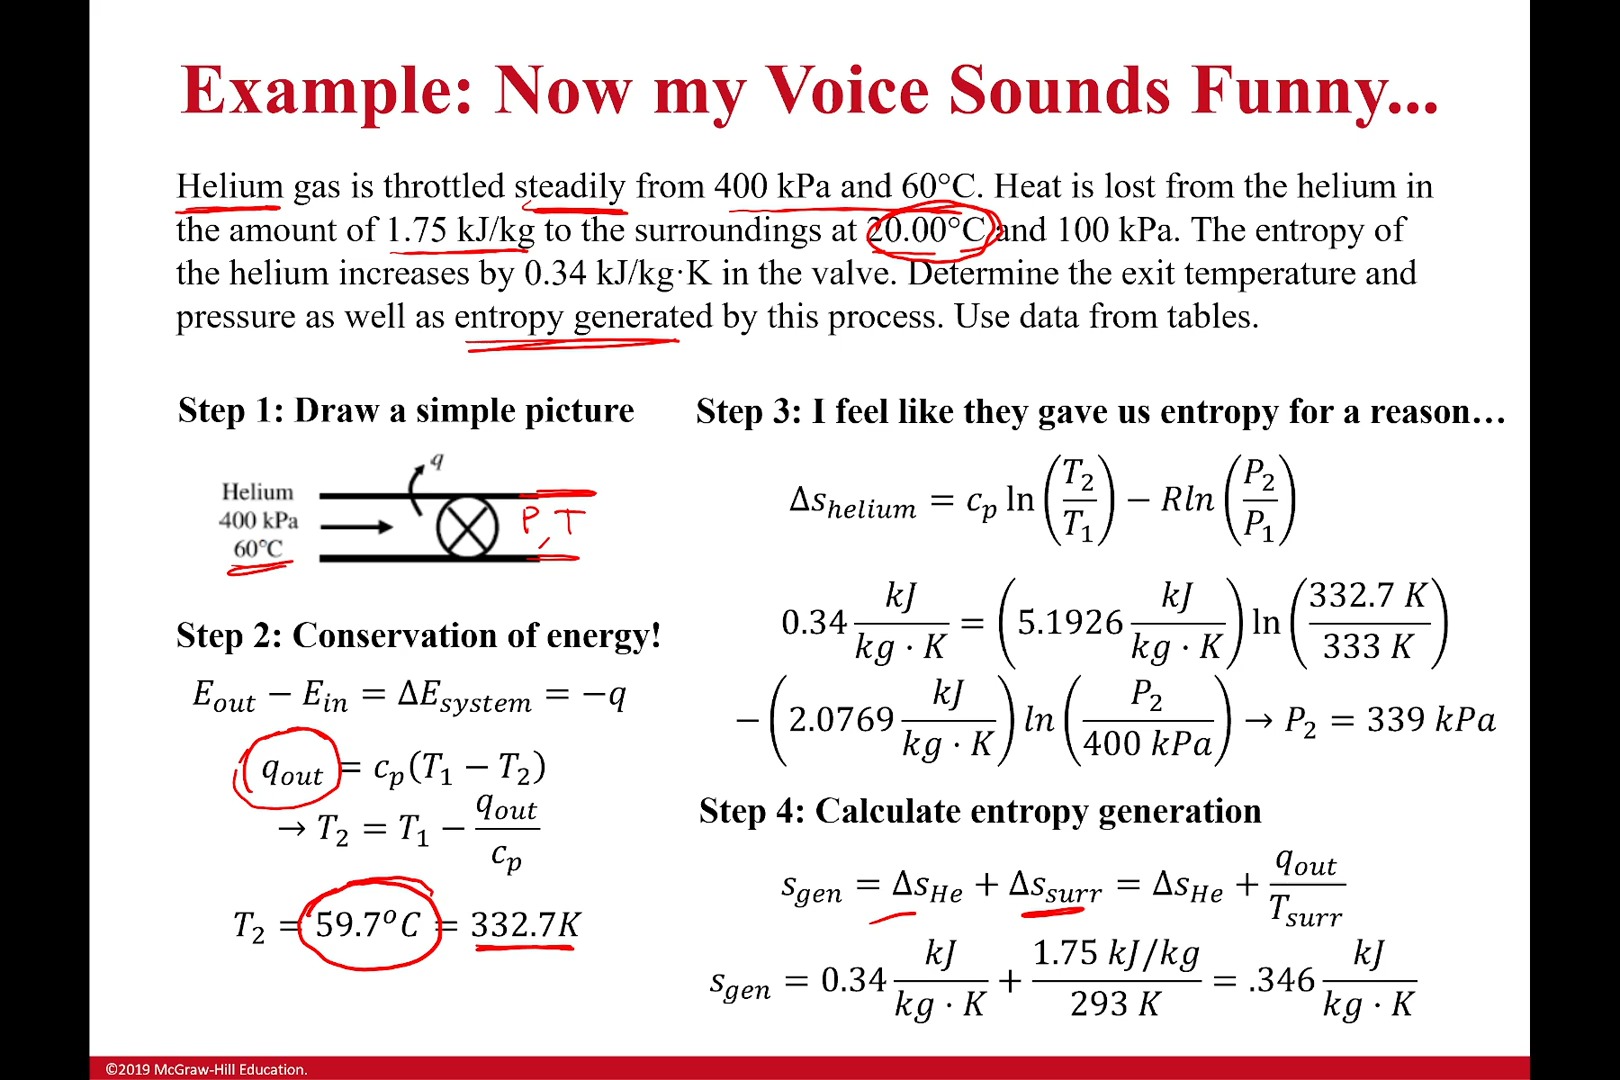 Example: Now my Voice Sounds Funny...
Helium gas is throttled steadily from 400 kPa and 60°C. Heat is lost from the helium in
the amount of 1.75 kJ/kg to the surroundings at 20.00°C and 100 kPa. The entropy of
the helium increases by 0.34 kJ/kg·K in the valve. Determine the exit temperature and
pressure as well as entropy generated by this process. Use data from tables.
Step 1: Draw a simple picture
q
Helium
400 kPa
60°C
P, T
Step 2: Conservation of energy!
E_out − E_in = ΔE_system = −q
q_out = c_p(T_1 − T_2)
→ T_2 = T_1 − q_out/c_p
T_2 = 59.7°C = 332.7K
Step 3: I feel like they gave us entropy for a reason…
Δs_helium = c_p ln(T_2/T_1) − Rln(P_2/P_1)
0.34 kJ/(kg · K) = (5.1926 kJ/(kg · K)) ln(332.7 K/333 K)
−(2.0769 kJ/(kg · K)) ln(P_2/400 kPa) → P_2 = 339 kPa
Step 4: Calculate entropy generation
s_gen = Δs_He + Δs_surr = Δs_He + q_out/T_surr
s_gen = 0.34 kJ/(kg · K) + 1.75 kJ/kg/293 K = .346 kJ/(kg · K)
©2019 McGraw-Hill Education.